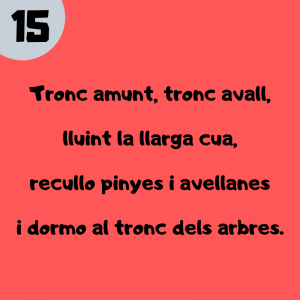 15
Tronc amunt, tronc avall,
lluint la llarga cua,
recullo pinyes i avellanes
i dormo al tronc dels arbres.